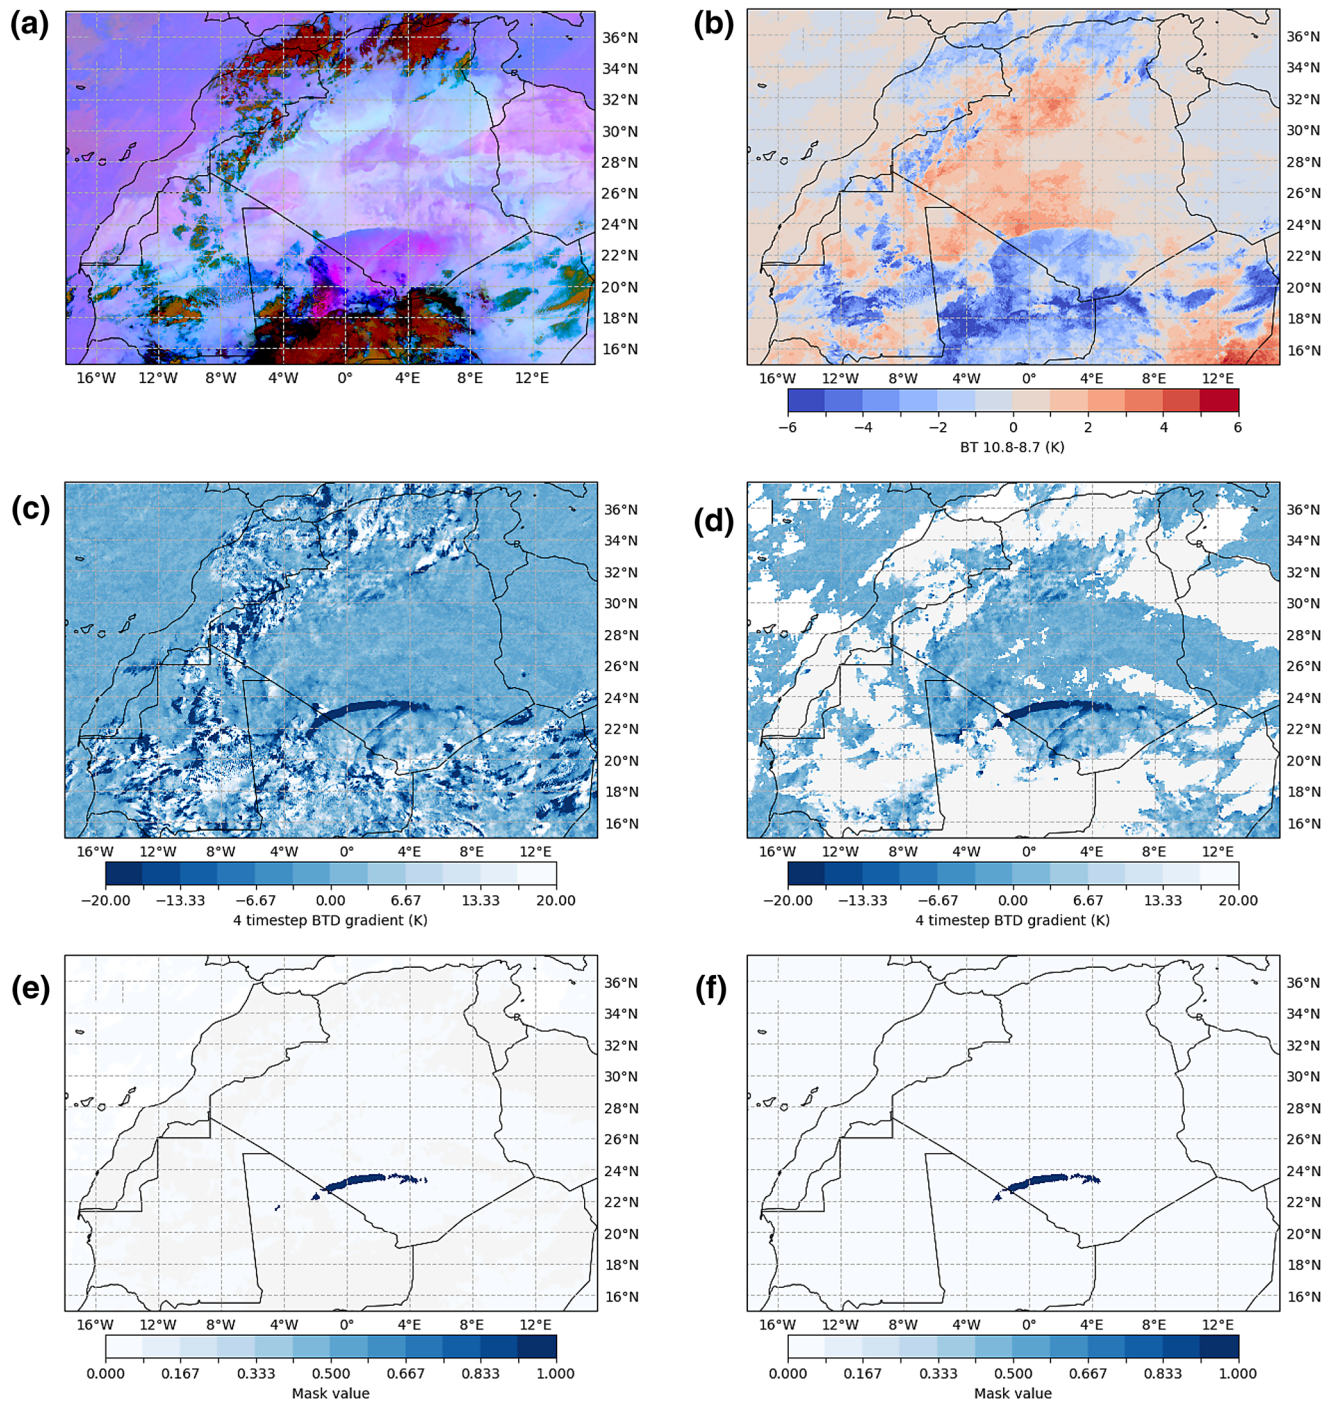 (a)
36°N
34°N
32°N
30°N
28°N
26°N
24°N
22°N
20°N
18°N
16°N
16°W 12°W 8°W 4°W 0° 4°E 8°E 12°E
(b)
36°N
34°N
32°N
30°N
28°N
26°N
24°N
22°N
20°N
18°N
16°N
16°W 12°W 8°W 4°W 0° 4°E 8°E 12°E
−6 −4 −2 0 2 4 6
BT 10.8-8.7 (K)
(c)
36°N
34°N
32°N
30°N
28°N
26°N
24°N
22°N
20°N
18°N
16°N
16°W 12°W 8°W 4°W 0° 4°E 8°E 12°E
−20.00 −13.33 −6.67 0.00 6.67 13.33 20.00
4 timestep BTD gradient (K)
(d)
36°N
34°N
32°N
30°N
28°N
26°N
24°N
22°N
20°N
18°N
16°N
16°W 12°W 8°W 4°W 0° 4°E 8°E 12°E
−20.00 −13.33 −6.67 0.00 6.67 13.33 20.00
4 timestep BTD gradient (K)
(e)
36°N
34°N
32°N
30°N
28°N
26°N
24°N
22°N
20°N
18°N
16°N
16°W 12°W 8°W 4°W 0° 4°E 8°E 12°E
0.000 0.167 0.333 0.500 0.667 0.833 1.000
Mask value
(f)
36°N
34°N
32°N
30°N
28°N
26°N
24°N
22°N
20°N
18°N
16°N
16°W 12°W 8°W 4°W 0° 4°E 8°E 12°E
0.000 0.167 0.333 0.500 0.667 0.833 1.000
Mask value